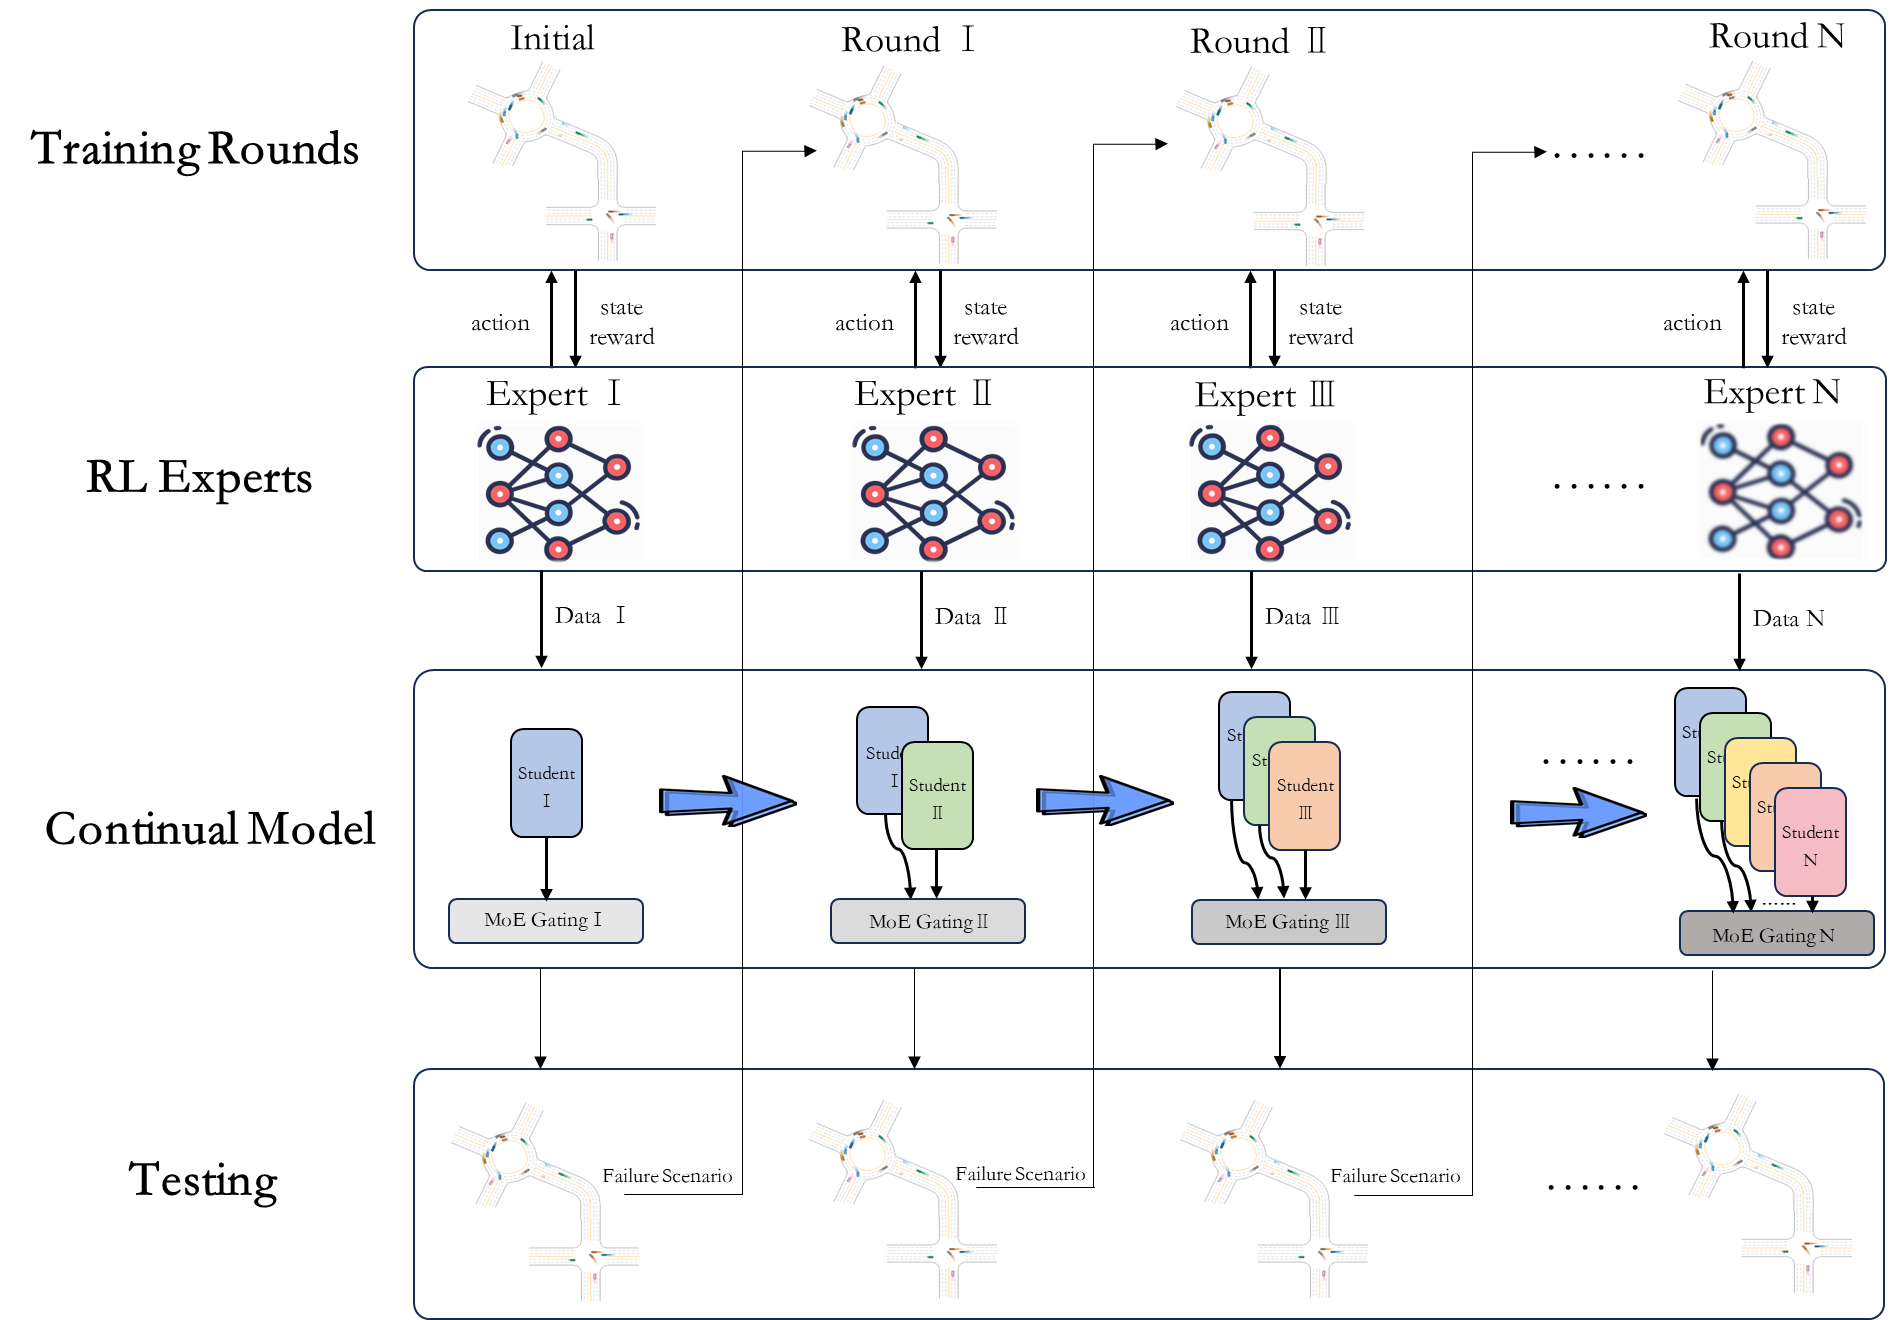 Training Rounds
Initial
Round Ⅰ
Round Ⅱ
Round N
......
action
state
reward
action
state
reward
action
state
reward
action
state
reward
RL Experts
Expert Ⅰ
Expert Ⅱ
Expert Ⅲ
Expert N
......
Data Ⅰ
Data Ⅱ
Data Ⅲ
Data N
Continual Model
Student
I
Stud
I
Student
II
St
St
Student
III
......
St
St
St
St
Student
N
......
MoE Gating Ⅰ
MoE Gating Ⅱ
MoE Gating Ⅲ
MoE Gating N
Testing
Failure Scenario
Failure Scenario
Failure Scenario
......